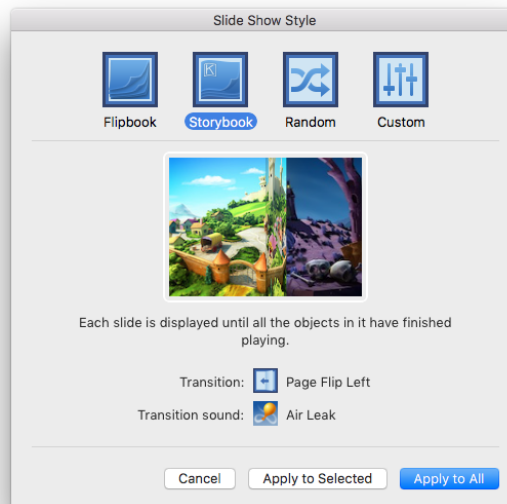 Slide Show Style
K
Flipbook Storybook Random Custom
Each slide is displayed until all the objects in it have finished
playing.
Transition: Page Flip Left
Transition sound: Air Leak
Cancel Apply to Selected Apply to All